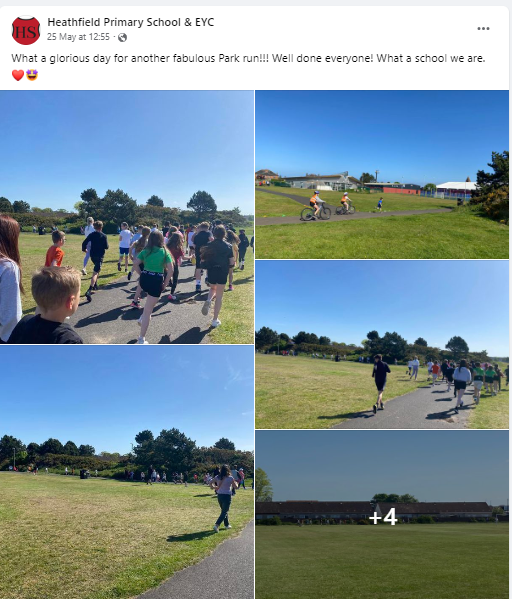 HS
Heathfield Primary School & EYC
25 May at 12:55 ·
What a glorious day for another fabulous Park run!!! Well done everyone! What a school we are.
❤️🤩
+4